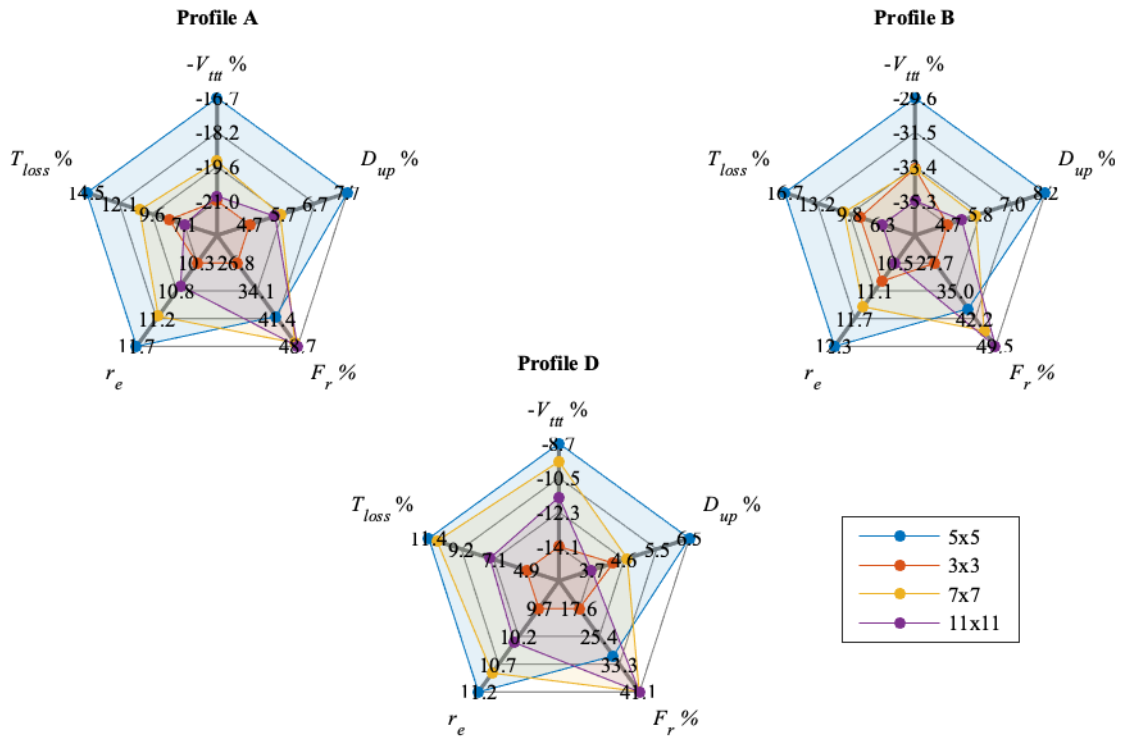 Profile A
-V_ttt %
-16.7
-18.2
-19.6
-21.0
D_up %
7.7
6.7
5.7
4.7
T_loss %
14.5
12.1
9.6
7.1
10.3
10.8
11.2
11.7
r_e
26.8
34.1
41.4
48.7
F_r %
Profile B
-V_ttt %
-29.6
-31.5
-33.4
-35.3
D_up %
8.2
7.0
5.8
4.7
T_loss %
16.7
13.2
9.8
6.3
10.5
11.1
11.7
12.3
r_e
27.7
35.0
42.2
49.5
F_r %
Profile D
-V_ttt %
-8.7
-10.5
-12.3
-14.1
D_up %
6.5
5.5
4.6
3.7
T_loss %
11.4
9.2
7.1
4.9
9.7
10.2
10.7
11.2
r_e
17.6
25.4
33.3
41.1
F_r %
5x5
3x3
7x7
11x11